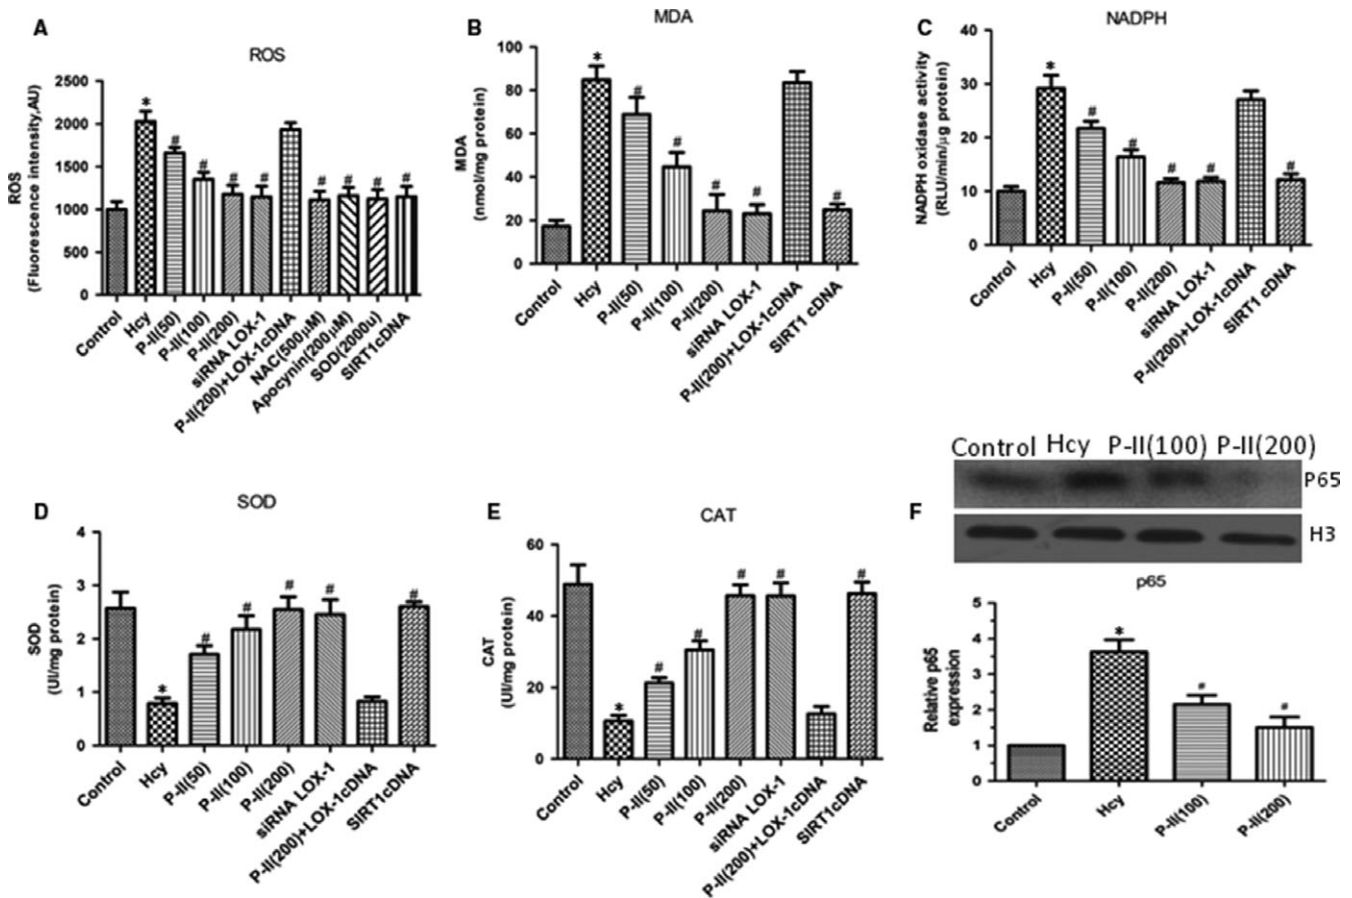 A
ROS
ROS
(Fluorescence intensity,AU)
2500
2000
1500
1000
500
0
*
#
#
#
#
#
#
#
#
Control
Hcy
P-II(50)
P-II(100)
P-II(200)
siRNA LOX-1
P-II(200)+LOX-1cDNA
NAC(500μM)
Apocynin(200μM)
SOD(2000u)
SIRT1cDNA
B
MDA
MDA
(nmol/mg protein)
100
80
60
40
20
0
*
#
#
#
#
#
Control
Hcy
P-II(50)
P-II(100)
P-II(200)
siRNA LOX-1
P-II(200)+LOX-1cDNA
SIRT1 cDNA
C
NADPH
NADPH oxidase activity
(RLU/min/μg protein)
40
30
20
10
0
*
#
#
#
#
#
Control
Hcy
P-II(50)
P-II(100)
P-II(200)
siRNA LOX-1
P-II(200)+LOX-1cDNA
SIRT1 cDNA
D
SOD
SOD
(UI/mg protein)
4
3
2
1
0
*
#
#
#
#
#
Control
Hcy
P-II(50)
P-II(100)
P-II(200)
siRNA LOX-1
P-II(200)+LOX-1cDNA
SIRT1cDNA
E
CAT
CAT
(UI/mg protein)
60
40
20
0
*
#
#
#
#
#
Control
Hcy
P-II(50)
P-II(100)
P-II(200)
siRNA LOX-1
P-II(200)+LOX-1cDNA
SIRT1cDNA
F
Control Hcy P-II(100) P-II(200)
P65
H3
p65
Relative p65
expression
5
4
3
2
1
0
*
#
#
Control
Hcy
P-II(100)
P-II(200)